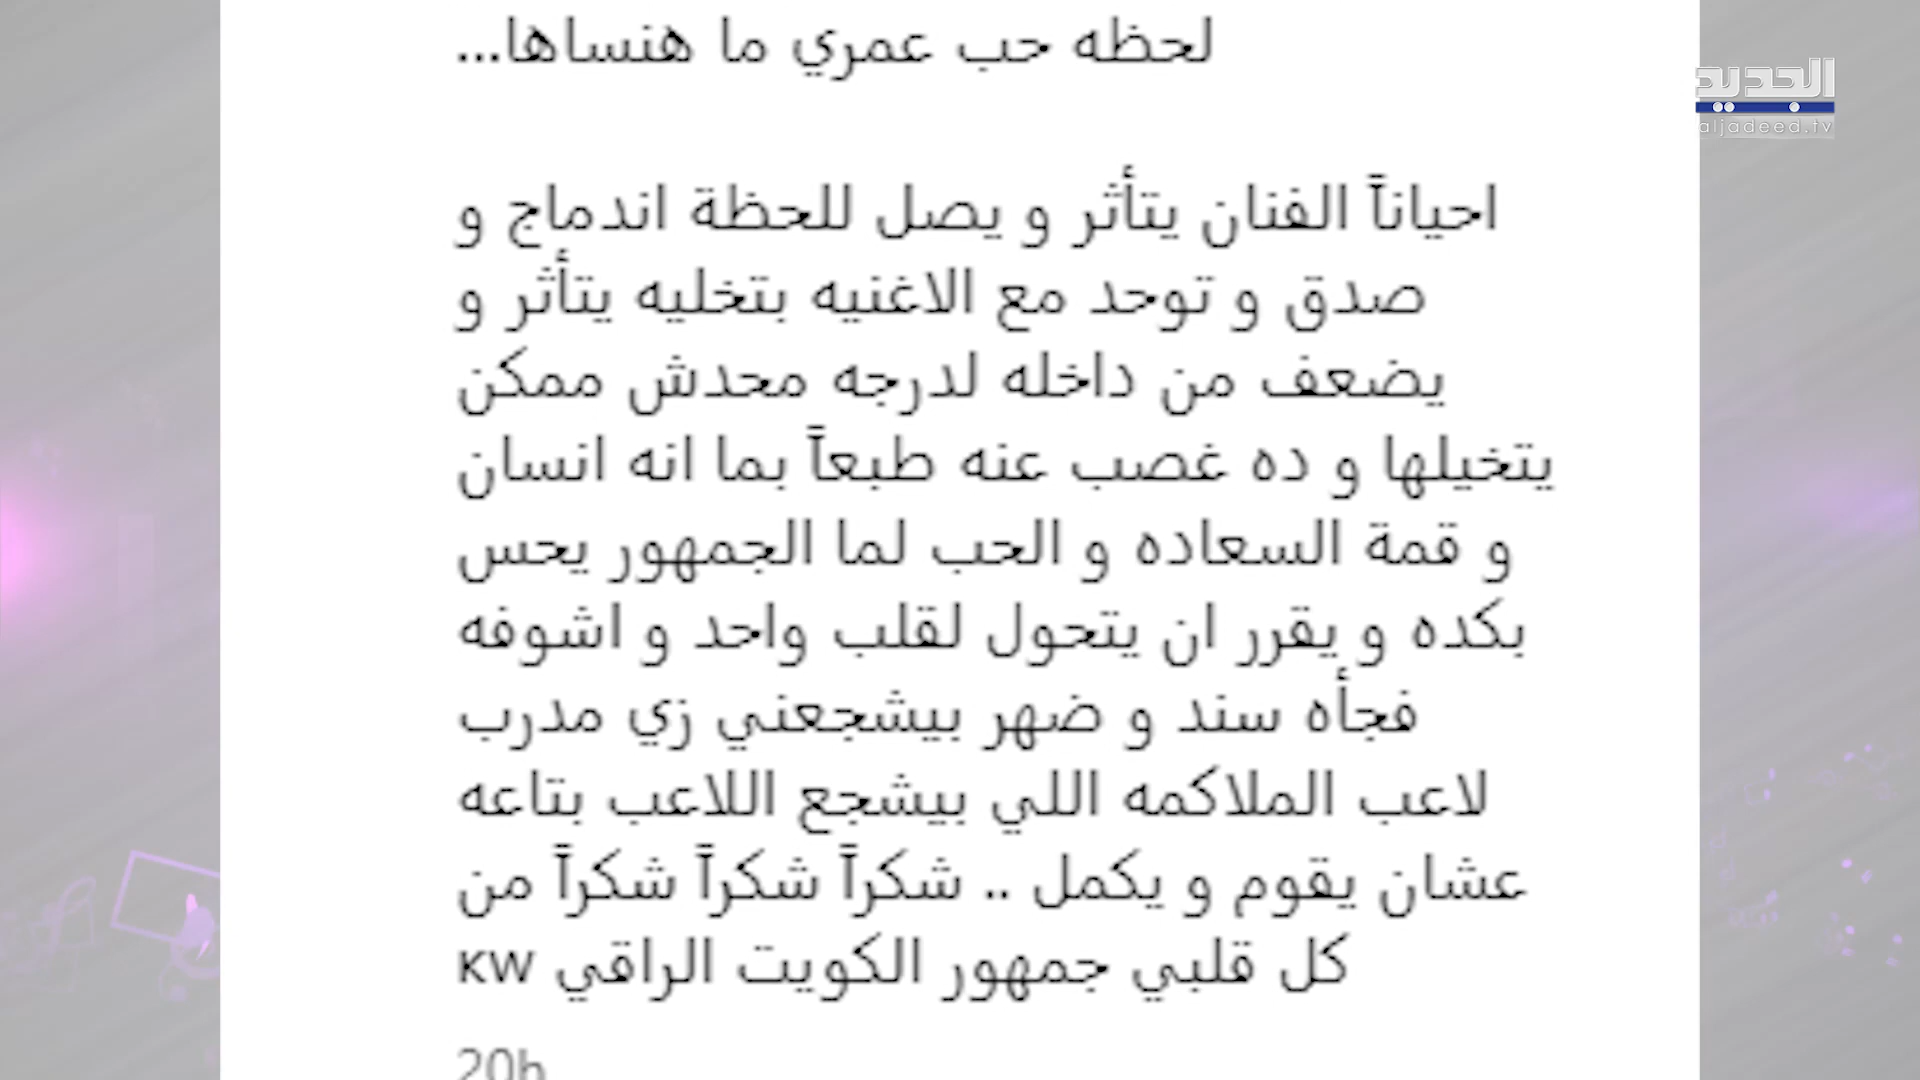 لحظه حب عمري ما هنساها...
الجديد
aljadeed.tv
احياناً الفنان يتأثر و يصل للحظة اندماج و
صدق و توحد مع الاغنيه بتخليه يتأثر و
يضعف من داخله لدرجه محدش ممكن
يتخيلها و ده غصب عنه طبعاً بما انه انسان
و قمة السعاده و الحب لما الجمهور يحس
بكده و يقرر ان يتحول لقلب واحد و اشوفه
فجأه سند و ضهر بيشجعني زي مدرب
لاعب الملاكمه اللي بيشجع اللاعب بتاعه
عشان يقوم و يكمل .. شكراً شكراً شكراً من
كل قلبي جمهور الكويت الراقي KW
20h